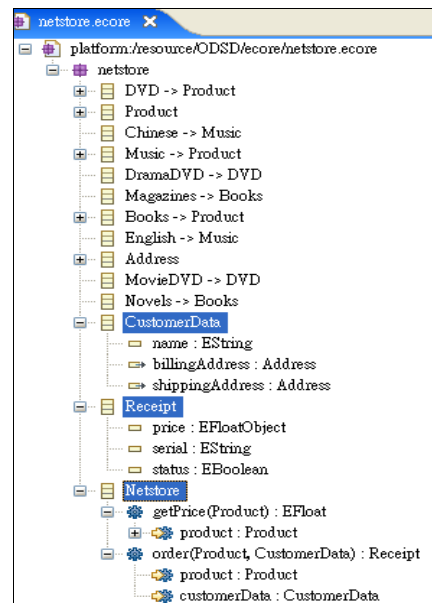 netstore.ecore
platform:/resource/ODSD/ecore/netstore.ecore
netstore
DVD -> Product
Product
Chinese -> Music
Music -> Product
DramaDVD -> DVD
Magazines -> Books
Books -> Product
English -> Music
Address
MovieDVD -> DVD
Novels -> Books
CustomerData
name : EString
billingAddress : Address
shippingAddress : Address
Receipt
price : EFloatObject
serial : EString
status : EBoolean
Netstore
getPrice(Product) : EFloat
product : Product
order(Product, CustomerData) : Receipt
product : Product
customerData : CustomerData